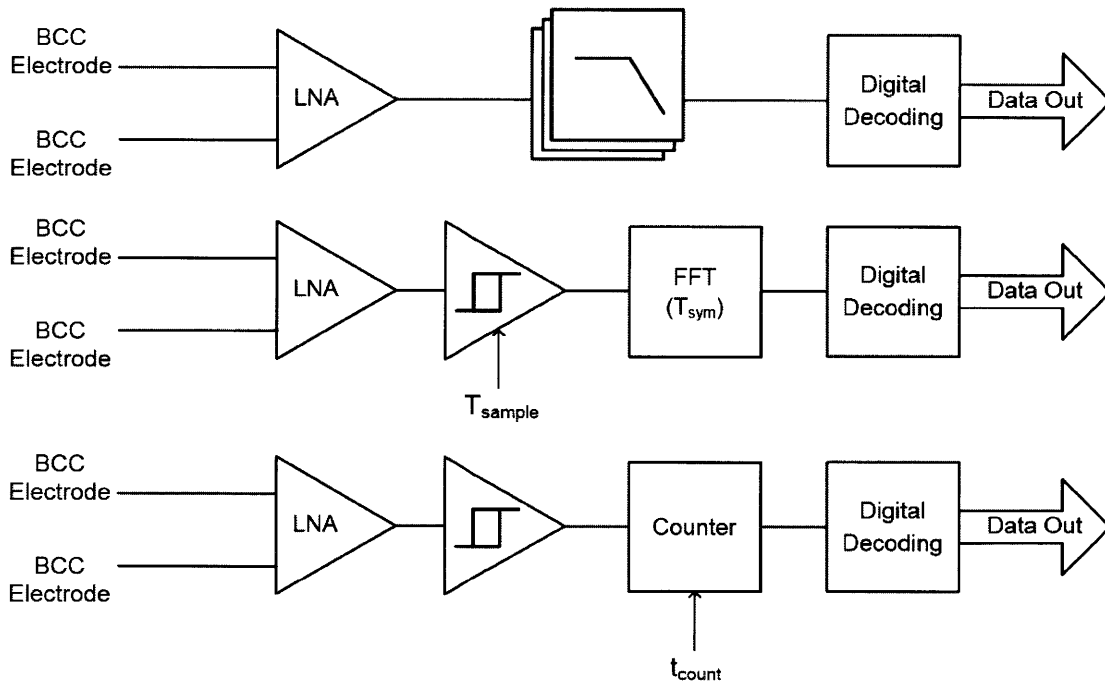 BCC
Electrode
LNA
Digital
Decoding
Data Out
BCC
Electrode
BCC
Electrode
LNA
FFT
(Tsym)
Digital
Decoding
Data Out
BCC
Electrode
Tsample
BCC
Electrode
LNA
Counter
Digital
Decoding
Data Out
BCC
Electrode
tcount